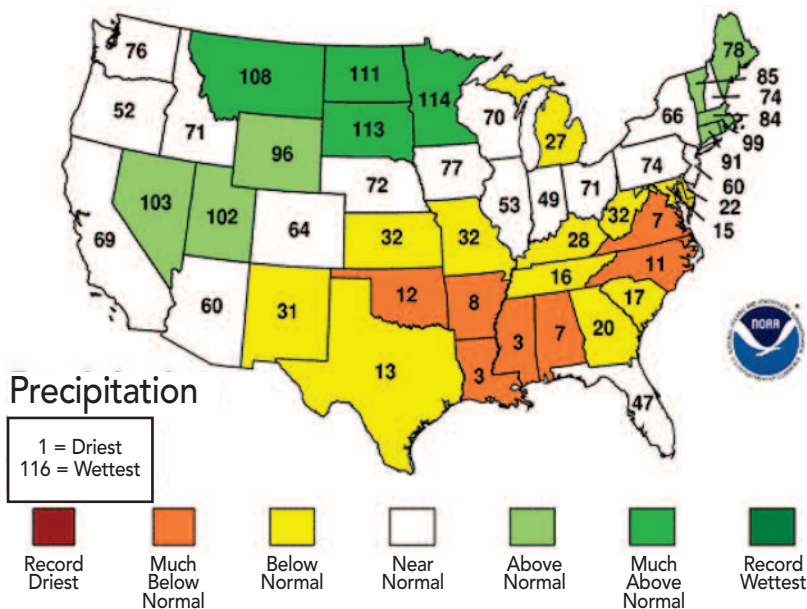 76
108
111
114
78
85
74
84
99
91
60
22
15
52
71
96
113
70
27
66
103
102
72
77
74
69
64
53
49
71
32
32
28
32
7
60
31
12
8
16
11
17
20
13
3
3
7
47
NOAA
Precipitation
1 = Driest
116 = Wettest
Record
Driest
Much
Below
Normal
Below
Normal
Near
Normal
Above
Normal
Much
Above
Normal
Record
Wettest